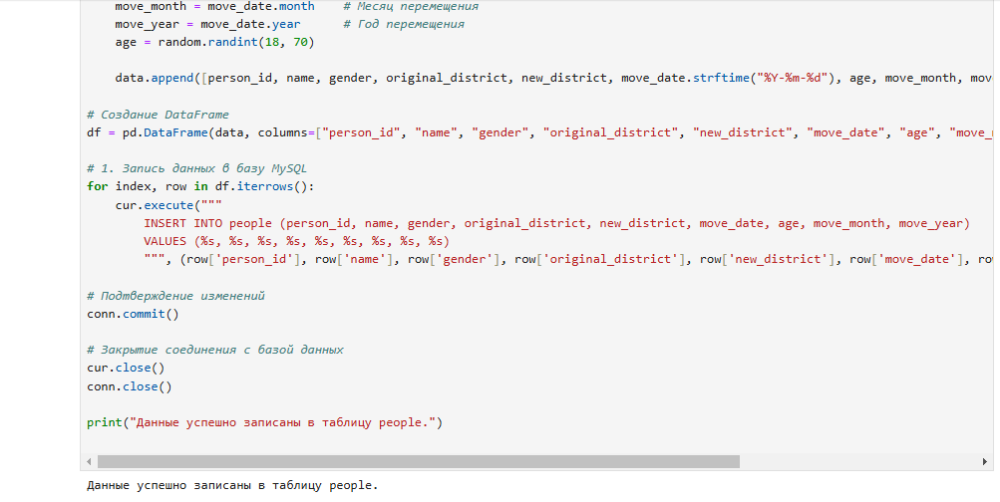 move_month = move_date.month # Месяц перемещения
move_year = move_date.year # Год перемещения
age = random.randint(18, 70)
data.append([person_id, name, gender, original_district, new_district, move_date.strftime("%Y-%m-%d"), age, move_month, mov
# Создание DataFrame
df = pd.DataFrame(data, columns=["person_id", "name", "gender", "original_district", "new_district", "move_date", "age", "move_m
# 1. Запись данных в базу MySQL
for index, row in df.iterrows():
cur.execute("""
INSERT INTO people (person_id, name, gender, original_district, new_district, move_date, age, move_month, move_year)
VALUES (%s, %s, %s, %s, %s, %s, %s, %s, %s)
""", (row['person_id'], row['name'], row['gender'], row['original_district'], row['new_district'], row['move_date'], ro
# Подтверждение изменений
conn.commit()
# Закрытие соединения с базой данных
cur.close()
conn.close()
print("Данные успешно записаны в таблицу people.")
Данные успешно записаны в таблицу people.